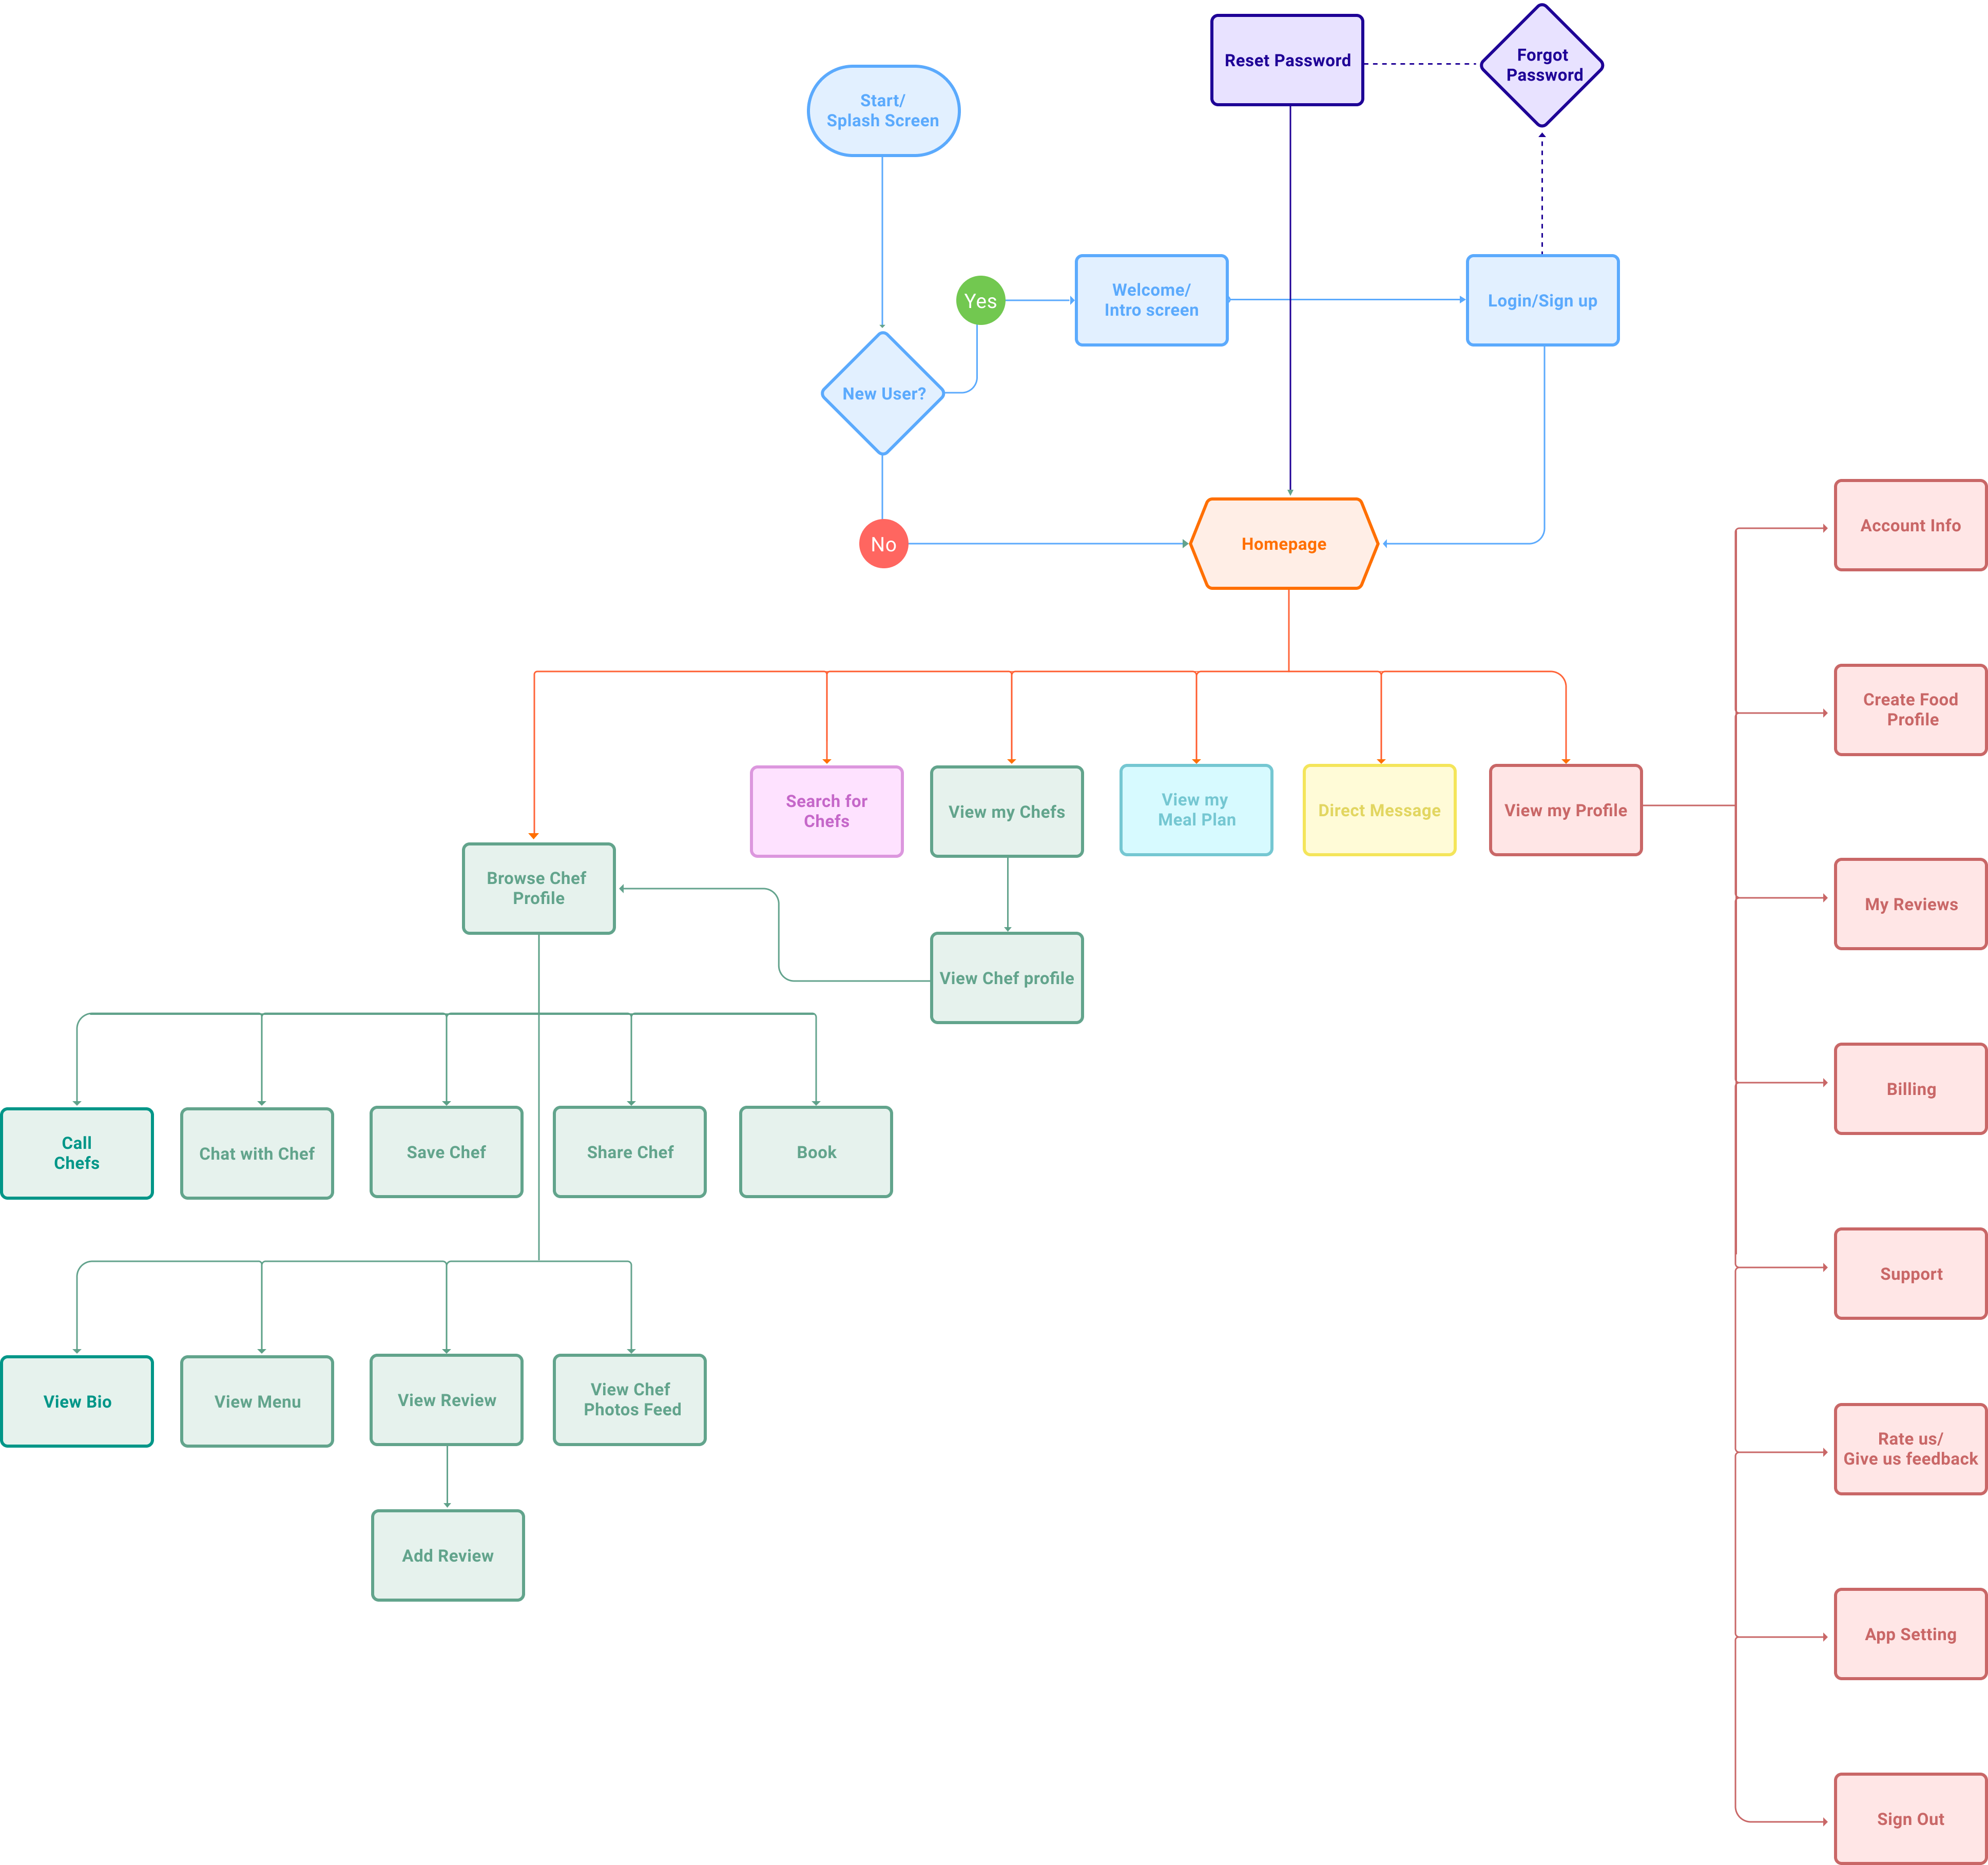 Reset Password
Forgot
Password
Start/
Splash Screen
Yes
Welcome/
Intro screen
Login/Sign up
New User?
No
Homepage
Account Info
Create Food
Profile
Search for
Chefs
View my Chefs
View my
Meal Plan
Direct Message
View my Profile
Browse Chef
Profile
My Reviews
View Chef profile
Billing
Call
Chefs
Chat with Chef
Save Chef
Share Chef
Book
Support
View Bio
View Menu
View Review
View Chef
Photos Feed
Rate us/
Give us feedback
Add Review
App Setting
Sign Out